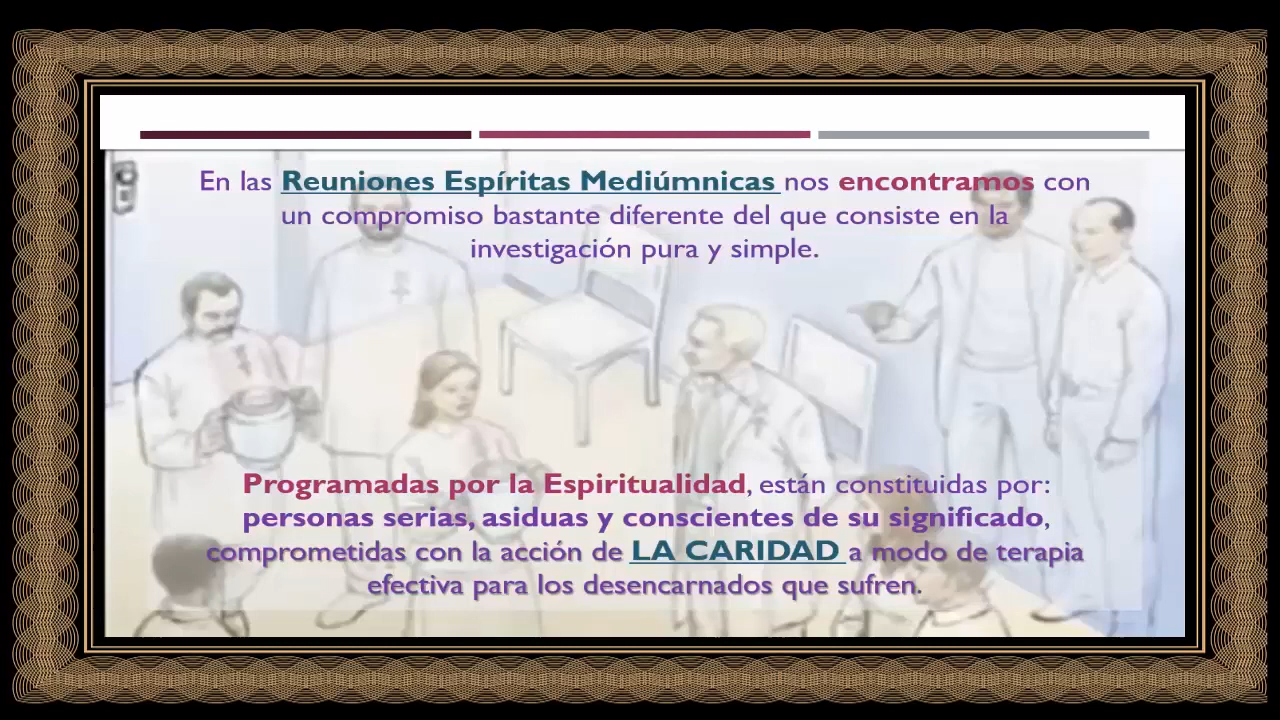 En las Reuniones Espíritas Mediúmnicas nos encontramos con
un compromiso bastante diferente del que consiste en la
investigación pura y simple.
Programadas por la Espiritualidad, están constituidas por:
personas serias, asiduas y conscientes de su significado,
comprometidas con la acción de LA CARIDAD a modo de terapia
efectiva para los desencarnados que sufren.